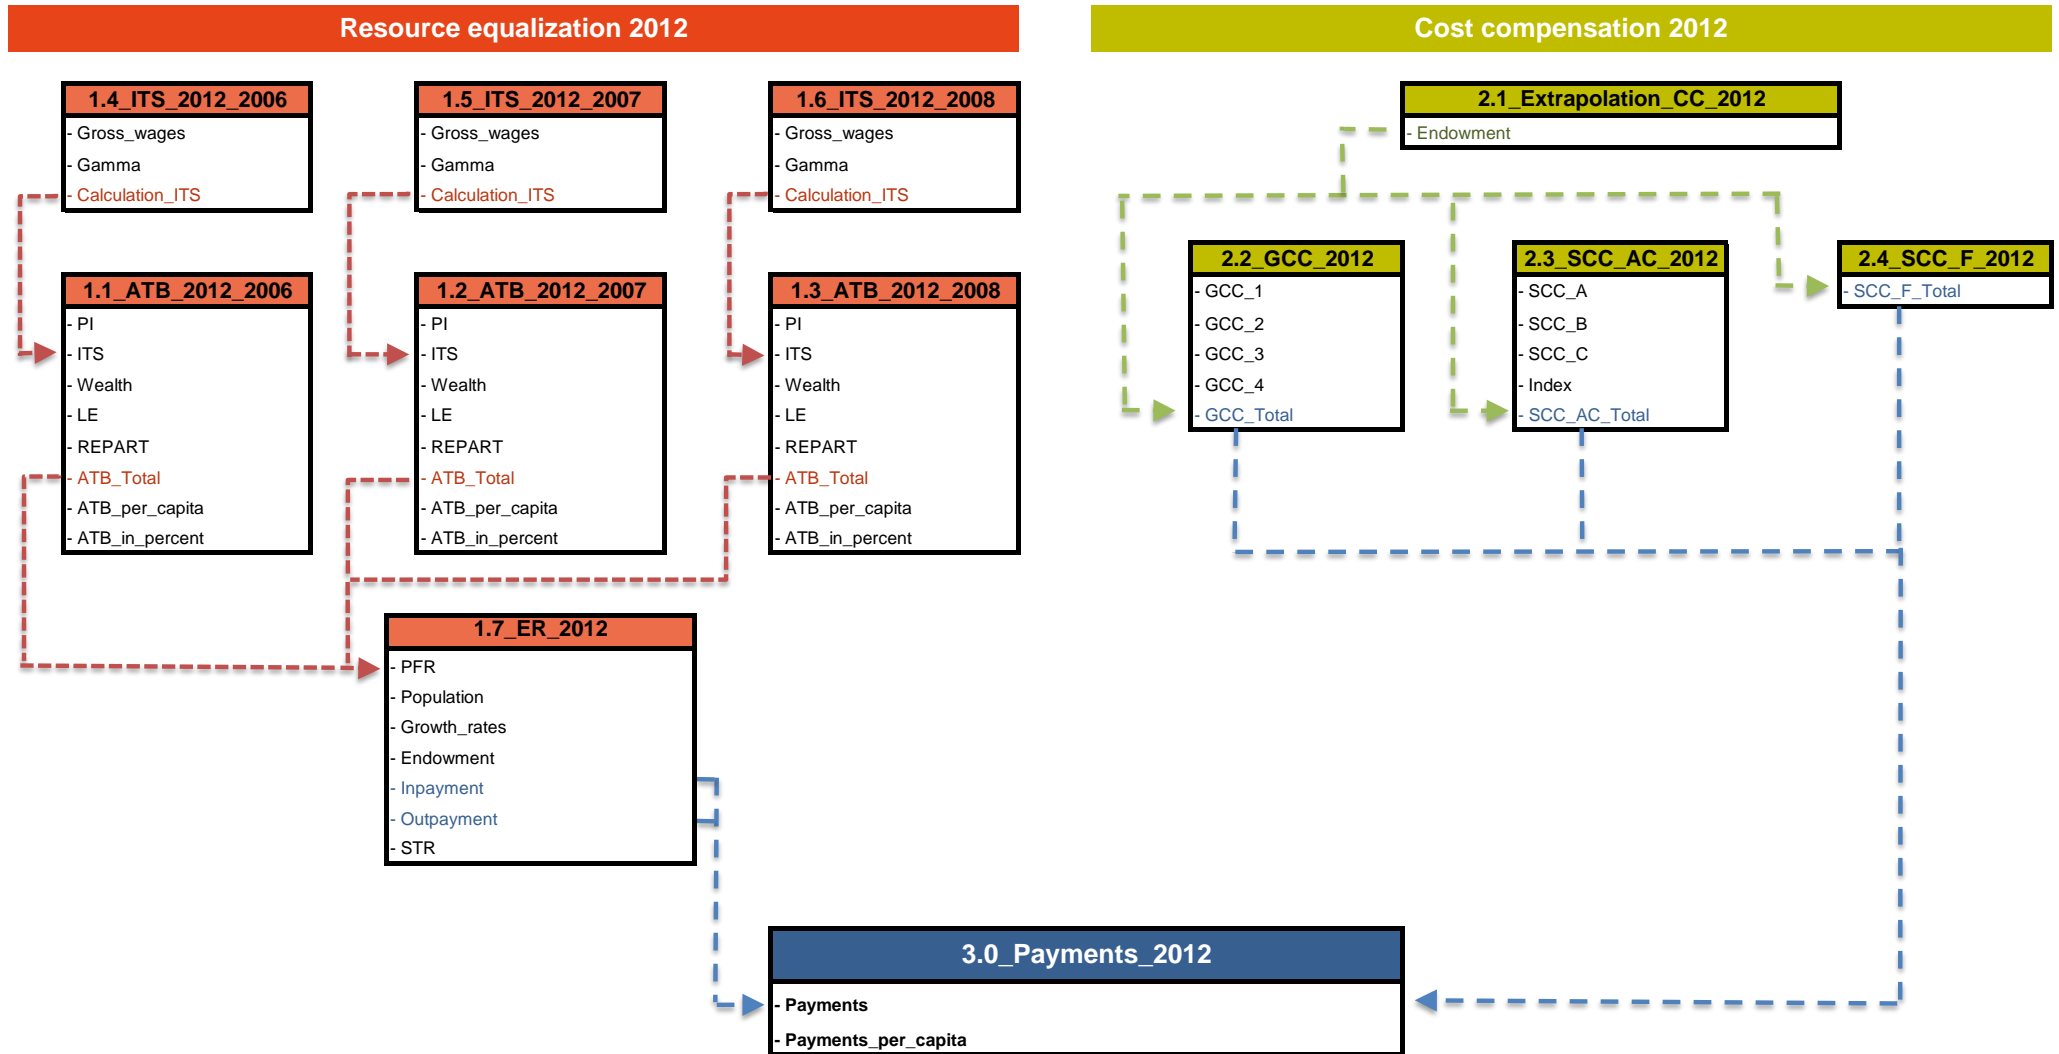 Resource equalization 2012
Cost compensation 2012
1.4_ITS_2012_2006
- Gross_wages
- Gamma
- Calculation_ITS
1.5_ITS_2012_2007
- Gross_wages
- Gamma
- Calculation_ITS
1.6_ITS_2012_2008
- Gross_wages
- Gamma
- Calculation_ITS
2.1_Extrapolation_CC_2012
- Endowment
1.1_ATB_2012_2006
- PI
- ITS
- Wealth
- LE
- REPART
- ATB_Total
- ATB_per_capita
- ATB_in_percent
1.2_ATB_2012_2007
- PI
- ITS
- Wealth
- LE
- REPART
- ATB_Total
- ATB_per_capita
- ATB_in_percent
1.3_ATB_2012_2008
- PI
- ITS
- Wealth
- LE
- REPART
- ATB_Total
- ATB_per_capita
- ATB_in_percent
2.2_GCC_2012
- GCC_1
- GCC_2
- GCC_3
- GCC_4
- GCC_Total
2.3_SCC_AC_2012
- SCC_A
- SCC_B
- SCC_C
- Index
- SCC_AC_Total
2.4_SCC_F_2012
- SCC_F_Total
1.7_ER_2012
- PFR
- Population
- Growth_rates
- Endowment
- Inpayment
- Outpayment
- STR
3.0_Payments_2012
- Payments
- Payments_per_capita